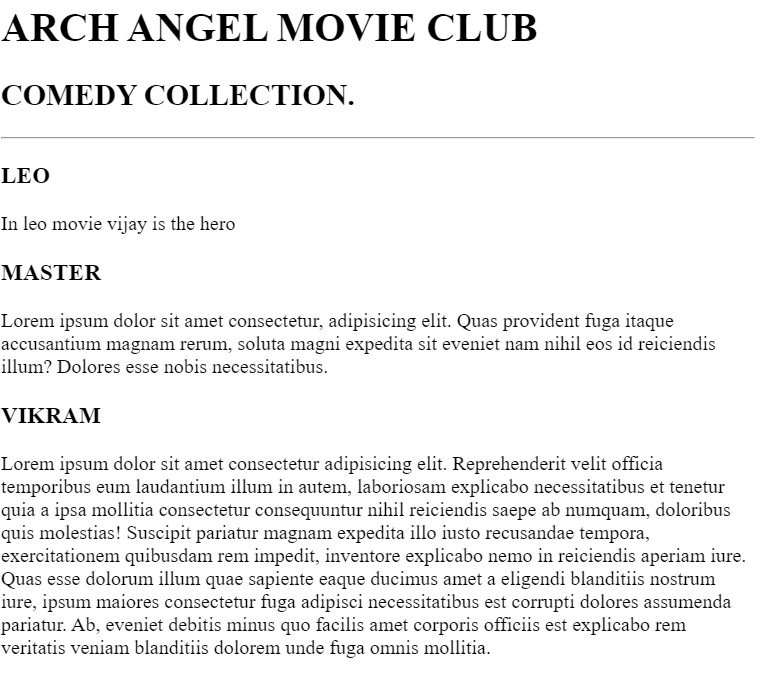 ARCH ANGEL MOVIE CLUB
COMEDY COLLECTION.
LEO
In leo movie vijay is the hero
MASTER
Lorem ipsum dolor sit amet consectetur, adipisicing elit. Quas provident fuga itaque
accusantium magnam rerum, soluta magni expedita sit eveniet nam nihil eos id reiciendis
illum? Dolores esse nobis necessitatibus.
VIKRAM
Lorem ipsum dolor sit amet consectetur adipisicing elit. Reprehenderit velit officia
temporibus eum laudantium illum in autem, laboriosam explicabo necessitatibus et tenetur
quia a ipsa mollitia consectetur consequuntur nihil reiciendis saepe ab numquam, doloribus
quis molestias! Suscipit pariatur magnam expedita illo iusto recusandae tempora,
exercitationem quibusdam rem impedit, inventore explicabo nemo in reiciendis aperiam iure.
Quas esse dolorum illum quae sapiente eaque ducimus amet a eligendi blanditiis nostrum
iure, ipsum maiores consectetur fuga adipisci necessitatibus est corrupti dolores assumenda
pariatur. Ab, eveniet debitis minus quo facilis amet corporis officiis est explicabo rem
veritatis veniam blanditiis dolorem unde fuga omnis mollitia.